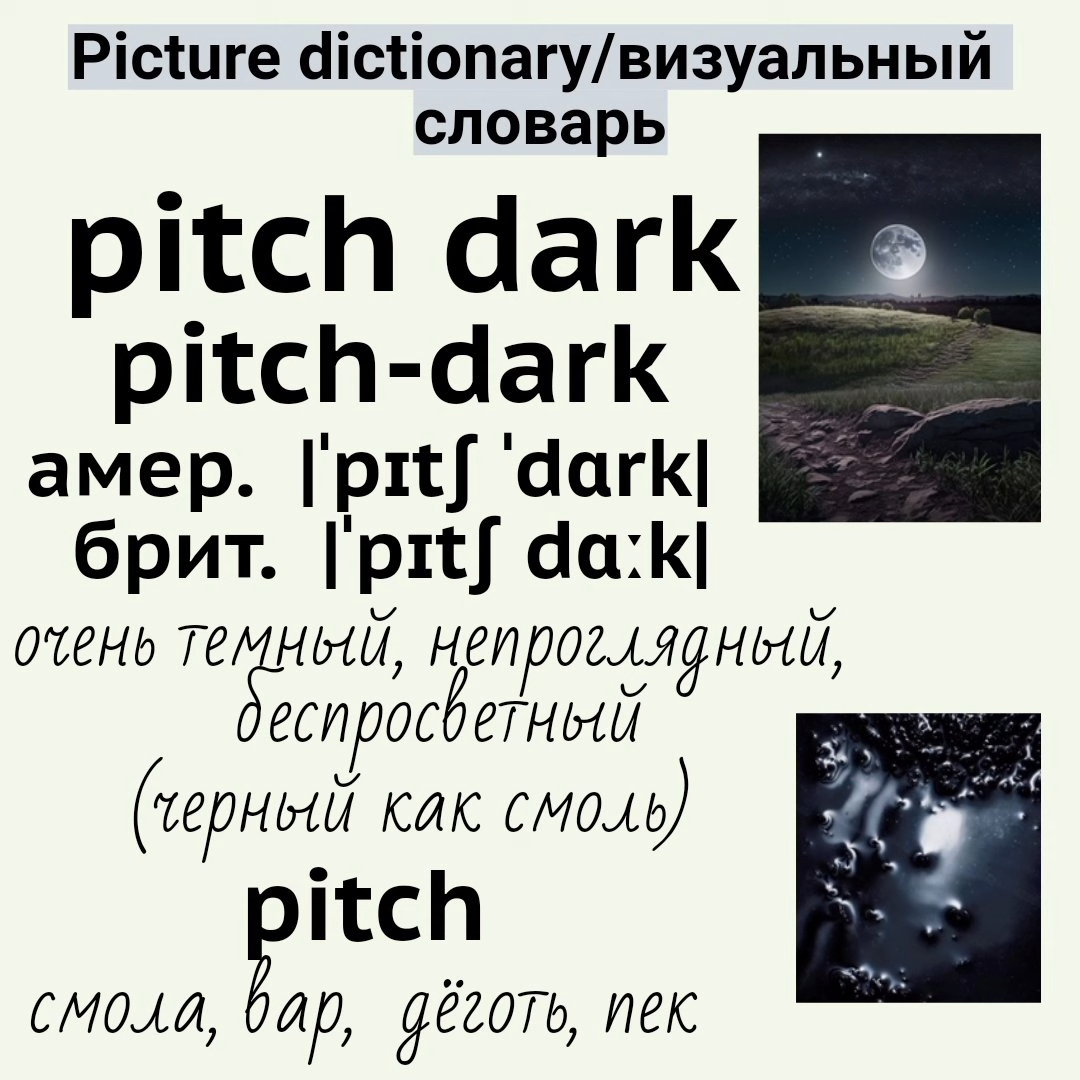 Picture dictionary/визуальный
словарь
pitch dark
pitch-dark
амер. |ˈpɪtʃ ˈdɑrk|
брит. |ˈpɪtʃ dɑːk|
очень темный, непроглядный,
беспросветный
(черный как смоль)
pitch
смола, вар, дёготь, пек